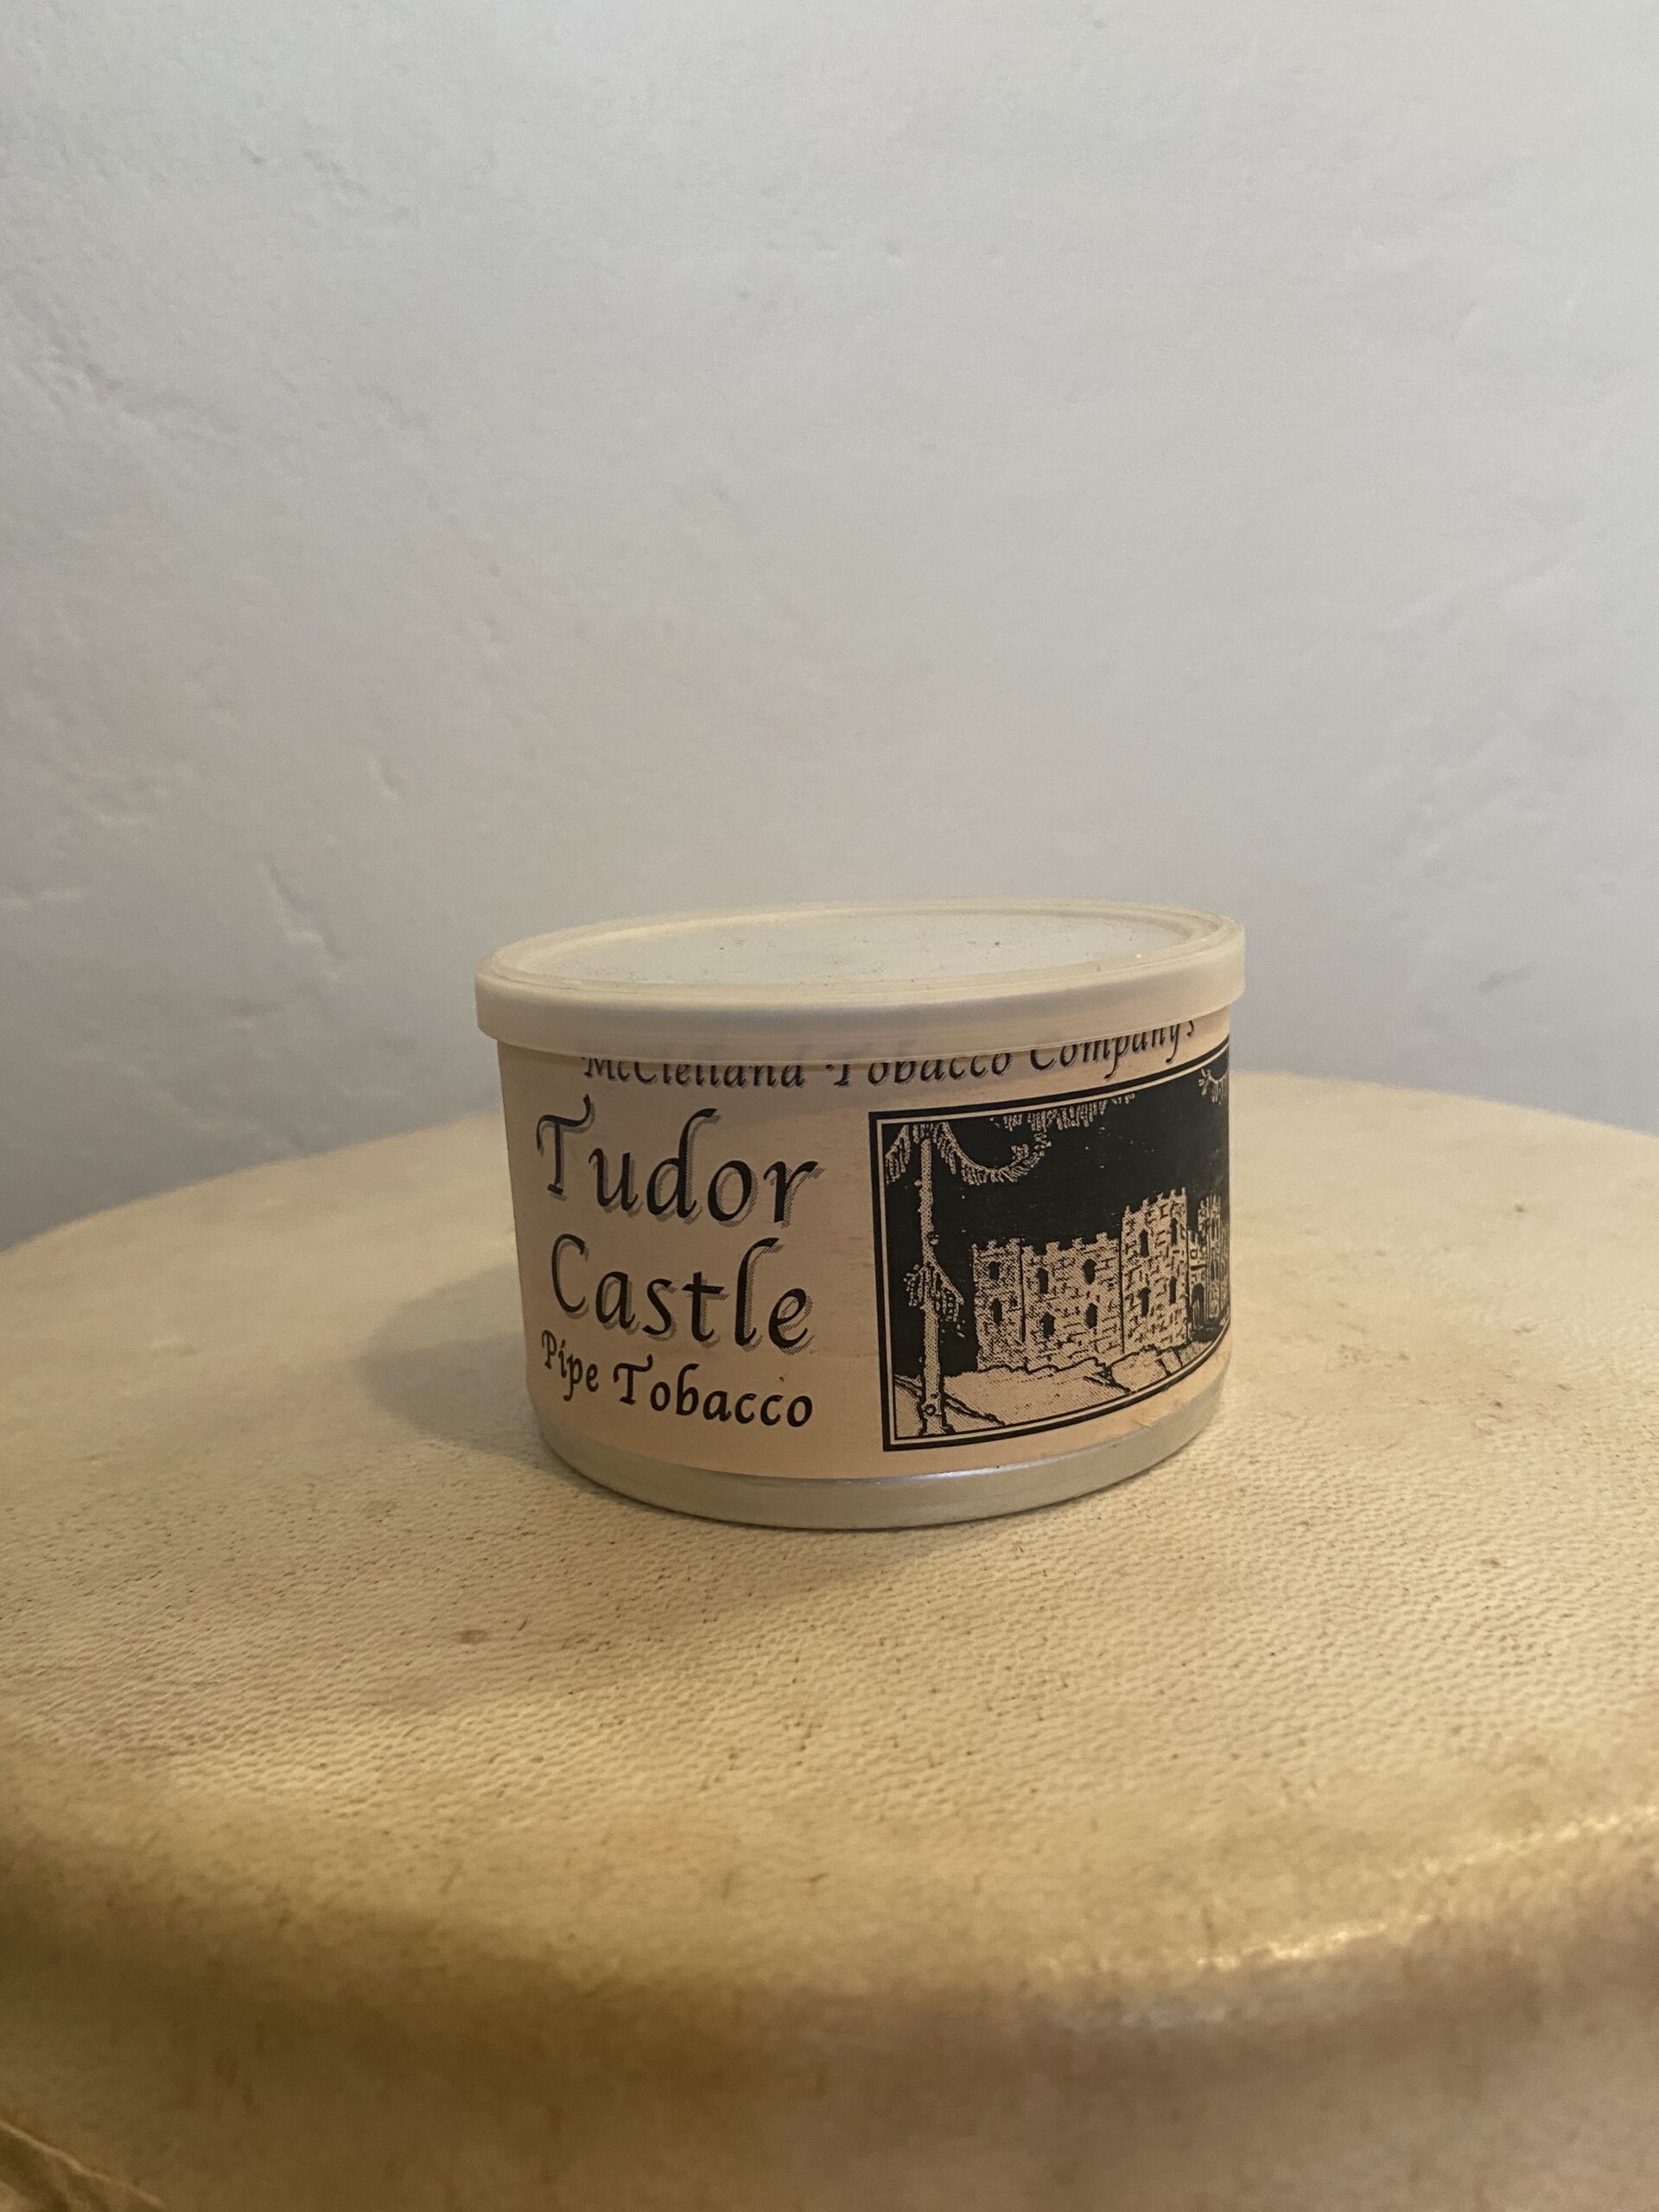 McClelland Tobacco Company's
Tudor
Castle
Pipe Tobacco